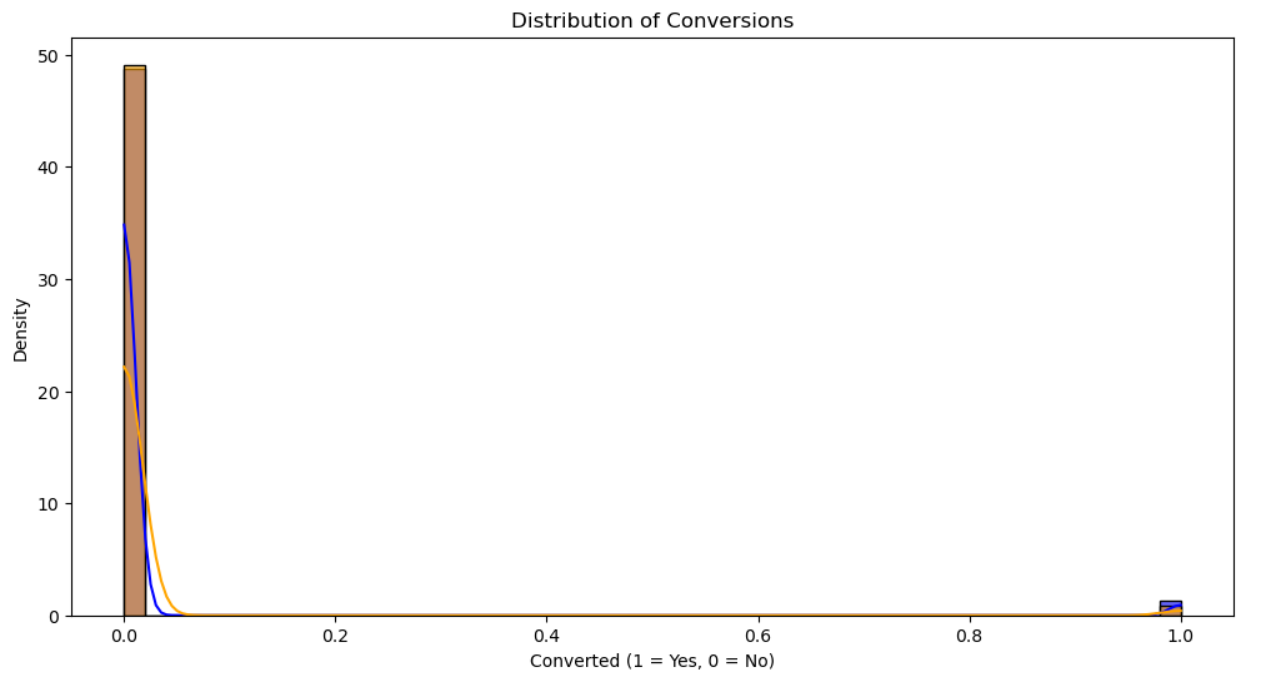 Distribution of Conversions
50
40
30
20
10
0
Density
0.0 0.2 0.4 0.6 0.8 1.0
Converted (1 = Yes, 0 = No)